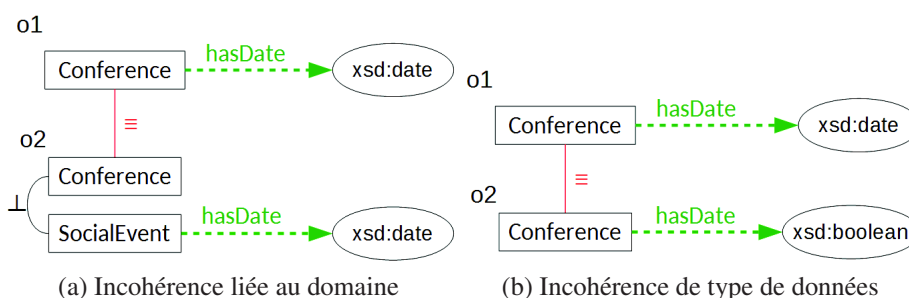 o1
hasDate
Conference
xsd:date
≡
o2
Conference
⊥
hasDate
SocialEvent
xsd:date
(a) Incohérence liée au domaine
o1
hasDate
Conference
xsd:date
≡
o2
hasDate
Conference
xsd:boolean
(b) Incohérence de type de données